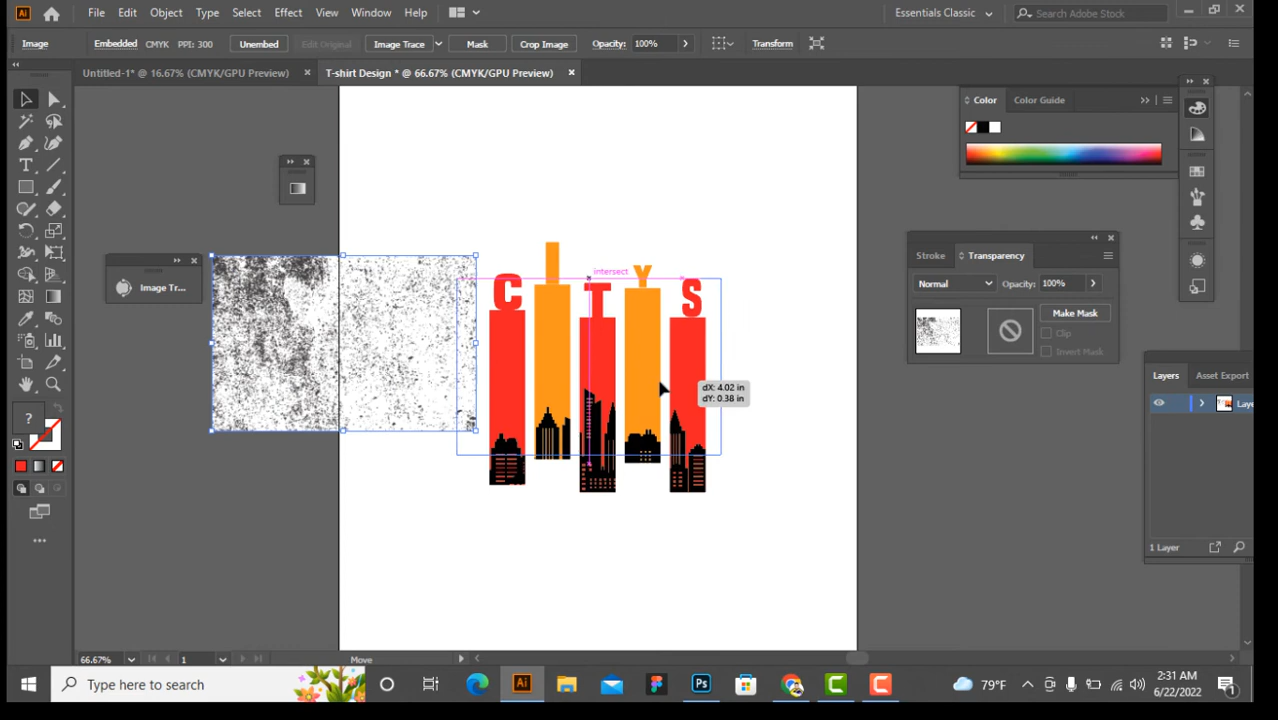 Ai
File Edit Object Type Select Effect View Window Help
Essentials Classic
Search Adobe Stock
Image
Embedded CMYK PPI: 300 Unembed Edit Original Image Trace Mask Crop Image Opacity: 100% Transform
Untitled-1* @ 16.67% (CMYK/GPU Preview)
T-shirt Design * @ 66.67% (CMYK/GPU Preview)
Color Color Guide
Image Tr...
C I T Y S
intersect
dX: 4.02 in
dY: 0.38 in
Stroke Transparency
Normal Opacity: 100%
Make Mask
Clip
Invert Mask
Layers Asset Export
Laye
1 Layer
?
66.67% 1 Move
Type here to search
Ai
Ps
79°F
2:31 AM
6/22/2022
1